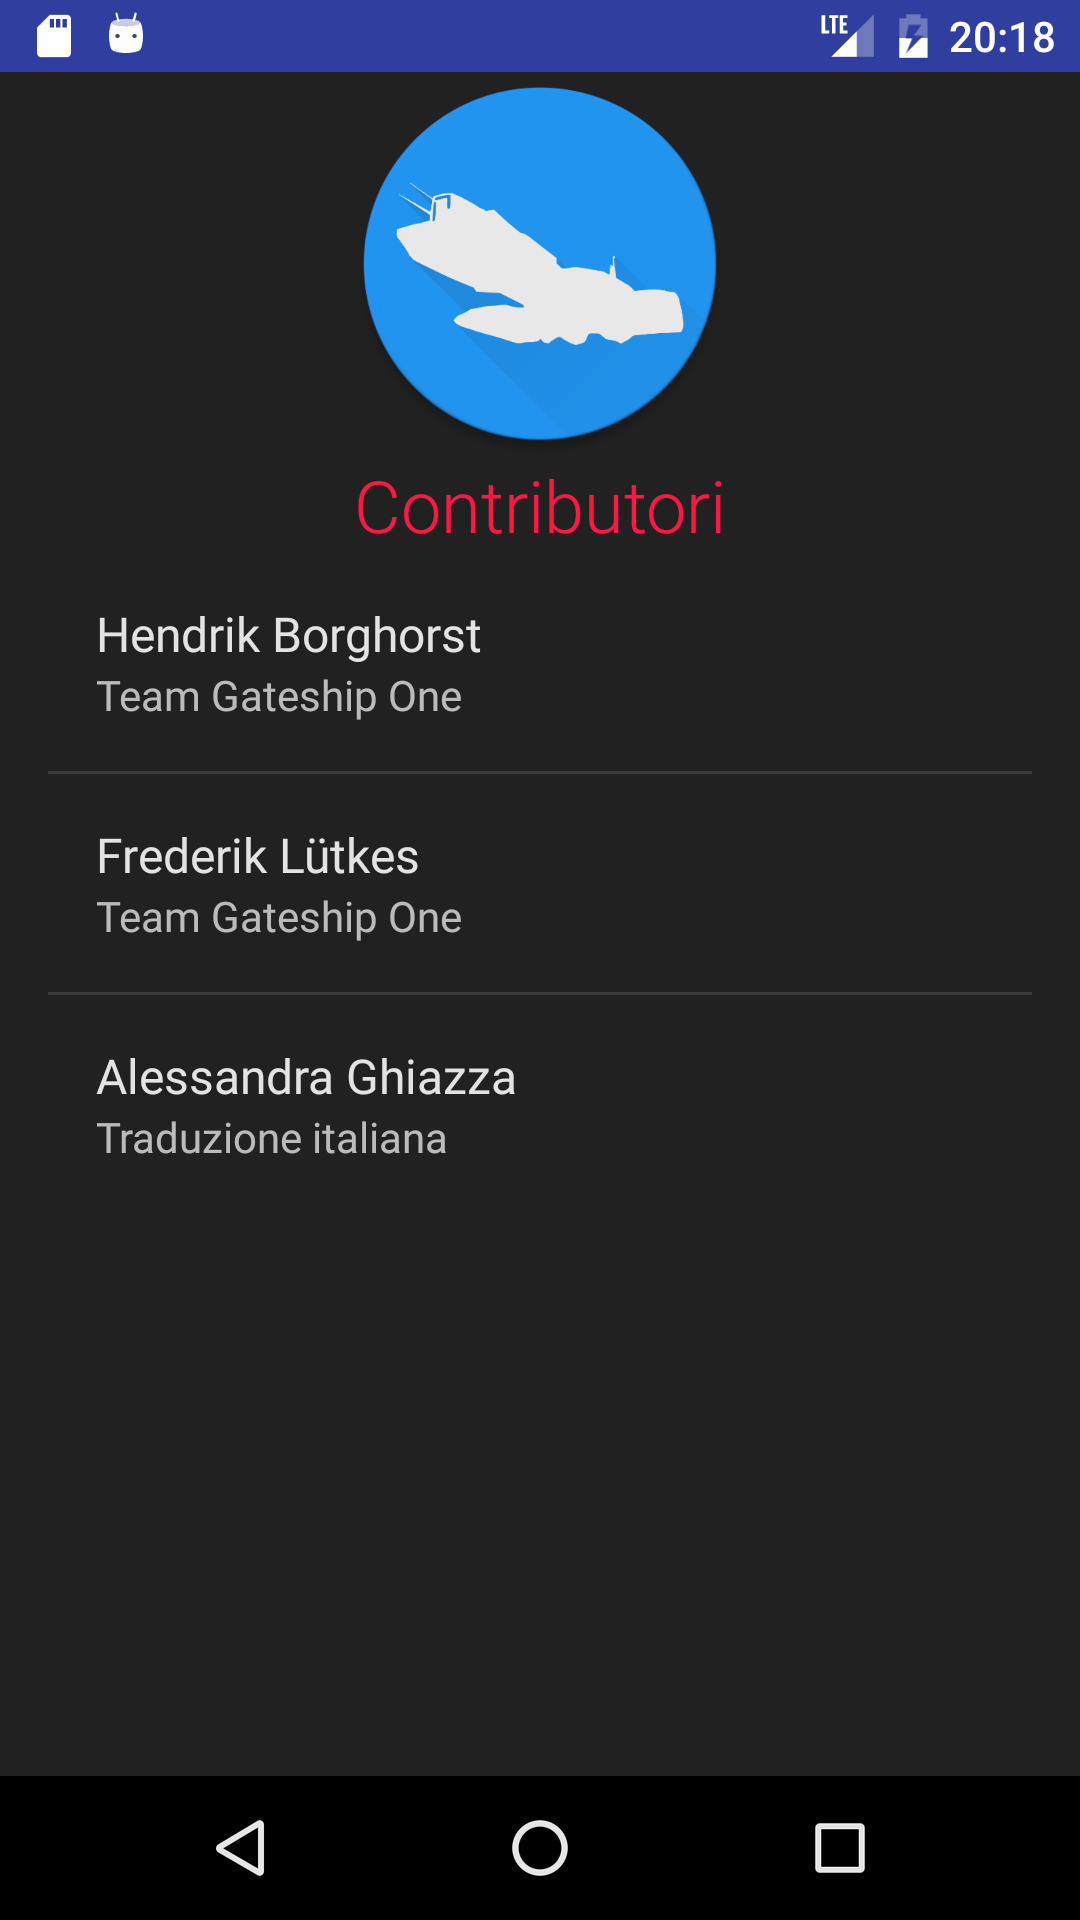 LTE 20:18
Contributori
Hendrik Borghorst
Team Gateship One
Frederik Lütkes
Team Gateship One
Alessandra Ghiazza
Traduzione italiana